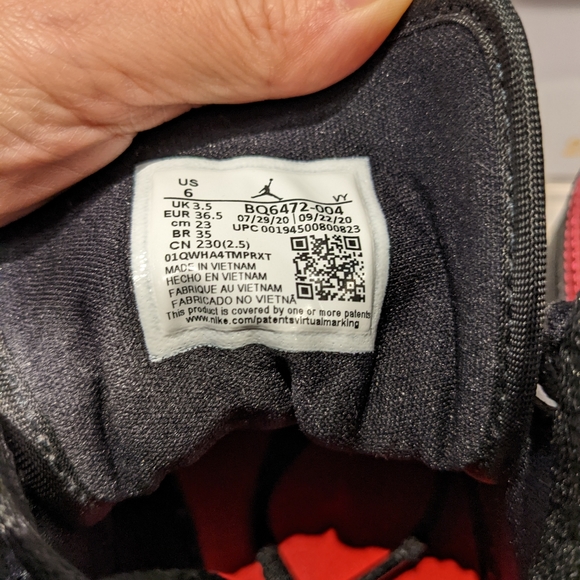 US
6
UK 3.5
EUR 36.5
cm 23
BR 35
CN 230(2.5)
VY
BQ6472-004
07/29/20 09/22/20
UPC 00194500800823
01QWHA4TMPRXT
MADE IN VIETNAM
HECHO EN VIETNAM
FABRIQUE AU VIETNAM
FABRICADO NO VIETNÃ
This product is covered by one or more patents
www.nike.com/patentsvirtualmarking